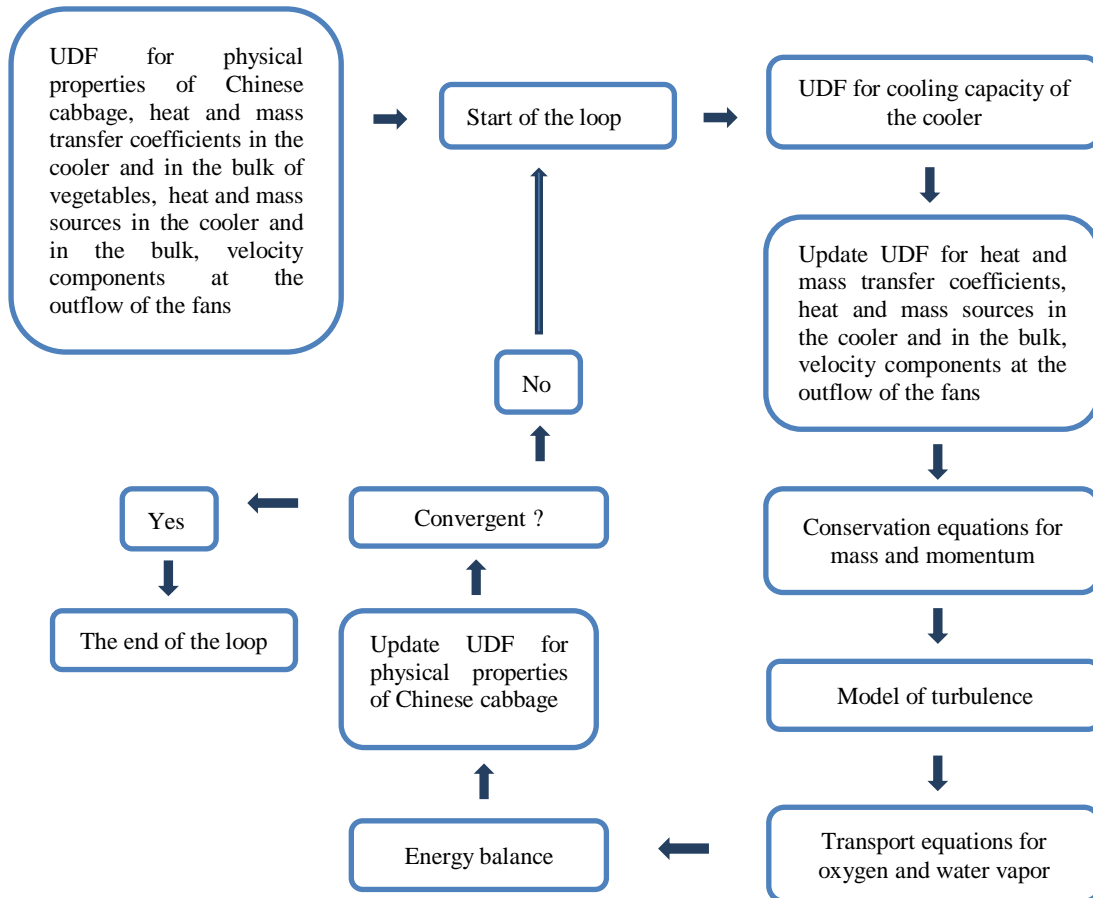 UDF for physical
properties of Chinese
cabbage, heat and mass
transfer coefficients in the
cooler and in the bulk of
vegetables, heat and mass
sources in the cooler and
in the bulk, velocity
components at the
outflow of the fans
Start of the loop
UDF for cooling capacity of
the cooler
Update UDF for heat and
mass transfer coefficients,
heat and mass sources in
the cooler and in the bulk,
velocity components at the
outflow of the fans
Conservation equations for
mass and momentum
Model of turbulence
Transport equations for
oxygen and water vapor
Energy balance
Update UDF for
physical properties
of Chinese cabbage
Convergent ?
No
Yes
The end of the loop